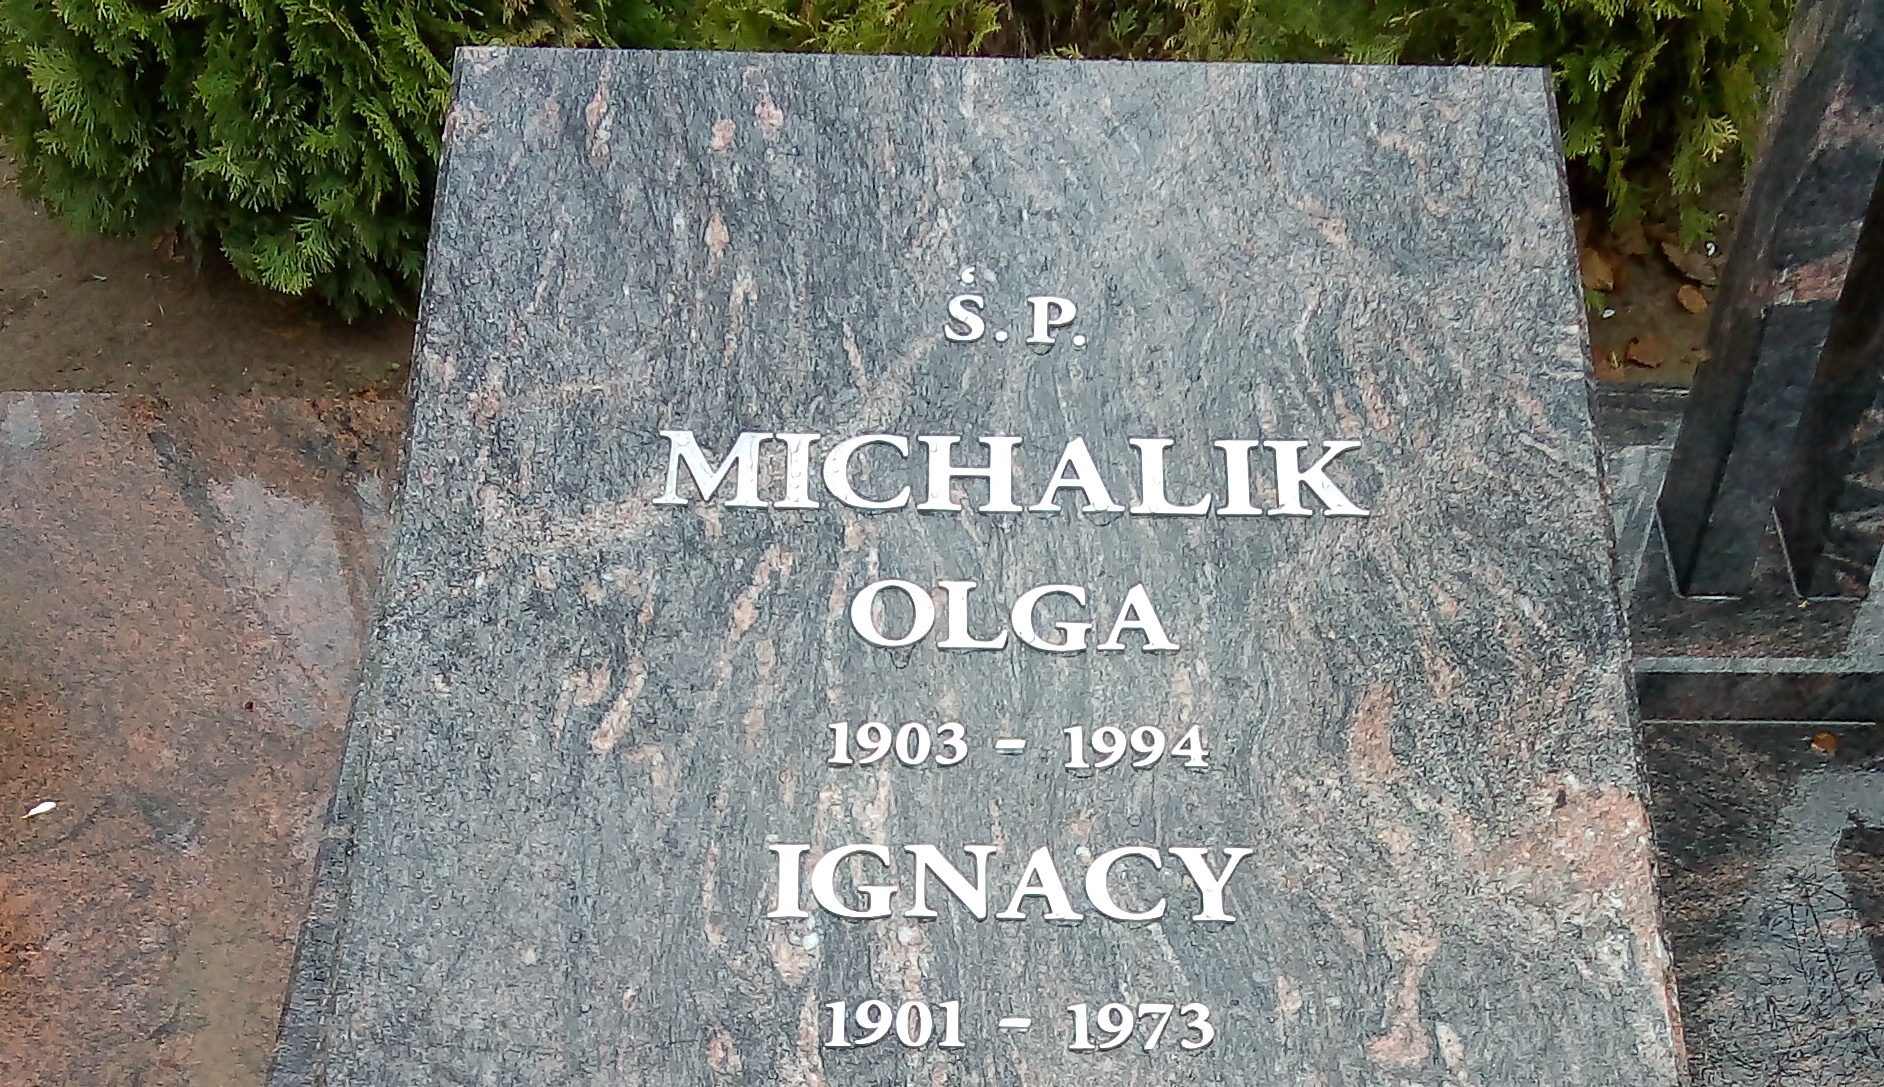 Ś. P.
MICHALIK
OLGA
1903 - 1994
IGNACY
1901 - 1973